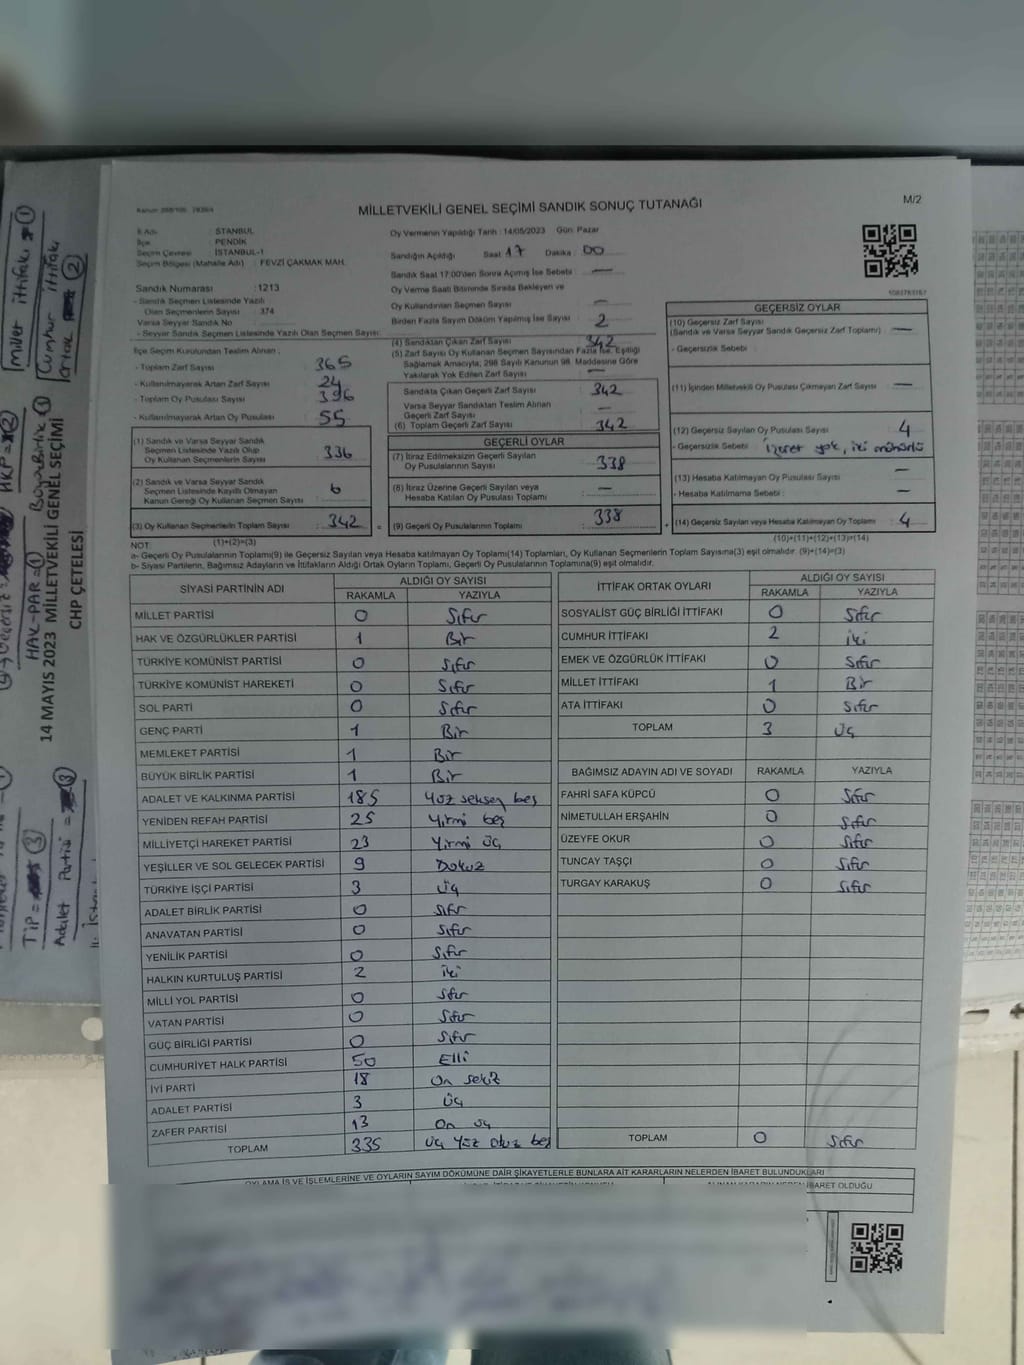 M/2
MİLLETVEKİLİ GENEL SEÇİMİ SANDIK SONUÇ TUTANAĞI
İl Adı : İSTANBUL
İlçe : PENDİK
Seçim Çevresi : İSTANBUL-1
Seçim Bölgesi (Mahalle Adı) : FEVZİ ÇAKMAK MAH.
Oy Vermenin Yapıldığı Tarih : 14/05/2023 Gün: Pazar
Sandığın Açıldığı Saat 17 Dakika 00
Sandık Saat 17.00'den Sonra Açımış İse Sebebi : —
Oy Verme Saati Bitiminde Sırada Bekleyen ve
Oy Kullandırılan Seçmen Sayısı —
Birden Fazla Sayım Döküm Yapılmış İse Sayısı 2
Sandık Numarası : 1213
- Sandık Seçmen Listesinde Yazılı
Olan Seçmenlerin Sayısı : 374
Varsa Seyyar Sandık No :
- Seyyar Sandık Seçmen Listesinde Yazılı Olan Seçmen Sayısı:
İlçe Seçim Kurulundan Teslim Alınan ;
- Toplam Zarf Sayısı : 365
- Kullanılmayarak Artan Zarf Sayısı : 24
- Toplam Oy Pusulası Sayısı : 396
- Kullanılmayarak Artan Oy Pusulası : 55
(1) Sandık ve Varsa Seyyar Sandık
Seçmen Listesinde Yazılı Olup
Oy Kullanan Seçmenlerin Sayısı : 336
(2) Sandık ve Varsa Seyyar Sandık
Seçmen Listesinde Kayıtlı Olmayan
Kanun Gereği Oy Kullanan Seçmen Sayısı : 6
(3) Oy Kullanan Seçmenlerin Toplam Sayısı : 342 =
(1)+(2)=(3)
(4) Sandıktan Çıkan Zarf Sayısı 342
(5) Zarf Sayısı Oy Kullanan Seçmen Sayısından Fazla İse, Eşitliği
Sağlamak Amacıyla, 298 Sayılı Kanunun 98. Maddesine Göre
Yakılarak Yok Edilen Zarf Sayısı —
Sandıkta Çıkan Geçerli Zarf Sayısı 342
Varsa Seyyar Sandıktan Teslim Alınan
Geçerli Zarf Sayısı —
(6) Toplam Geçerli Zarf Sayısı 342
GEÇERLİ OYLAR
(7) İtiraz Edilmeksizin Geçerli Sayılan
Oy Pusulalarının Sayısı 338
(8) İtiraz Üzerine Geçerli Sayılan veya
Hesaba Katılan Oy Pusulası Toplamı —
(9) Geçerli Oy Pusulalarının Toplamı 338 +
GEÇERSİZ OYLAR
(10) Geçersiz Zarf Sayısı
(Sandık ve Varsa Seyyar Sandık Geçersiz Zarf Toplamı) : —
- Geçersizlik Sebebi :
(11) İçinden Milletvekili Oy Pusulası Çıkmayan Zarf Sayısı : —
(12) Geçersiz Sayılan Oy Pusulası Sayısı : 4
- Geçersizlik Sebebi : İşaret yok, iki mühürlü
(13) Hesaba Katılmayan Oy Pusulası Sayısı : —
- Hesaba Katılmama Sebebi : —
(14) Geçersiz Sayılan veya Hesaba Katılmayan Oy Toplamı : 4
(10)+(11)+(12)+(13)=(14)
NOT:
a- Geçerli Oy Pusulalarının Toplamı(9) ile Geçersiz Sayılan veya Hesaba katılmayan Oy Toplamı(14) Toplamları, Oy Kullanan Seçmenlerin Toplam Sayısına(3) eşit olmalıdır. (9)+(14)=(3)
b- Siyasi Partilerin, Bağımsız Adayların ve İttifakların Aldığı Ortak Oyların Toplamı, Geçerli Oy Pusulalarının Toplamına(9) eşit olmalıdır.
SİYASİ PARTİNİN ADI ALDIĞI OY SAYISI
RAKAMLA YAZIYLA
MİLLET PARTİSİ 0 Sıfır
HAK VE ÖZGÜRLÜKLER PARTİSİ 1 Bir
TÜRKİYE KOMÜNİST PARTİSİ 0 Sıfır
TÜRKİYE KOMÜNİST HAREKETİ 0 Sıfır
SOL PARTİ 0 Sıfır
GENÇ PARTİ 1 Bir
MEMLEKET PARTİSİ 1 Bir
BÜYÜK BİRLİK PARTİSİ 1 Bir
ADALET VE KALKINMA PARTİSİ 185 Yüz seksen beş
YENİDEN REFAH PARTİSİ 25 Yirmi beş
MİLLİYETÇİ HAREKET PARTİSİ 23 Yirmi üç
YEŞİLLER VE SOL GELECEK PARTİSİ 9 Dokuz
TÜRKİYE İŞÇİ PARTİSİ 3 Üç
ADALET BİRLİK PARTİSİ 0 Sıfır
ANAVATAN PARTİSİ 0 Sıfır
YENİLİK PARTİSİ 0 Sıfır
HALKIN KURTULUŞ PARTİSİ 2 İki
MİLLİ YOL PARTİSİ 0 Sıfır
VATAN PARTİSİ 0 Sıfır
GÜÇ BİRLİĞİ PARTİSİ 0 Sıfır
CUMHURİYET HALK PARTİSİ 50 Elli
İYİ PARTİ 18 On sekiz
ADALET PARTİSİ 3 Üç
ZAFER PARTİSİ 13 On üç
TOPLAM 335 Üç Yüz otuz beş
İTTİFAK ORTAK OYLARI ALDIĞI OY SAYISI
RAKAMLA YAZIYLA
SOSYALİST GÜÇ BİRLİĞİ İTTİFAKI 0 Sıfır
CUMHUR İTTİFAKI 2 İki
EMEK VE ÖZGÜRLÜK İTTİFAKI 0 Sıfır
MİLLET İTTİFAKI 1 Bir
ATA İTTİFAKI 0 Sıfır
TOPLAM 3 Üç
BAĞIMSIZ ADAYIN ADI VE SOYADI RAKAMLA YAZIYLA
FAHRİ SAFA KÜPCÜ 0 Sıfır
NİMETULLAH ERŞAHİN 0 Sıfır
ÜZEYFE OKUR 0 Sıfır
TUNCAY TAŞÇI 0 Sıfır
TURGAY KARAKUŞ 0 Sıfır
TOPLAM 0 Sıfır
OYLAMA İŞ VE İŞLEMLERİNE VE OYLARIN SAYIM DÖKÜMÜNE DAİR ŞİKAYETLERLE BUNLARA AİT KARARLARIN NELERDEN İBARET BULUNDUKLARI
İBARET OLDUĞU
Millet ittifakı 1
Cumhur ittifakı
ortak 2
HKP= 2
Büyükbirlik 1
HAK-PAR= 1
14 MAYIS 2023 MİLLETVEKİLİ GENEL SEÇİMİ
CHP ÇETELESİ
TİP= 3
Adalet Partisi = 3